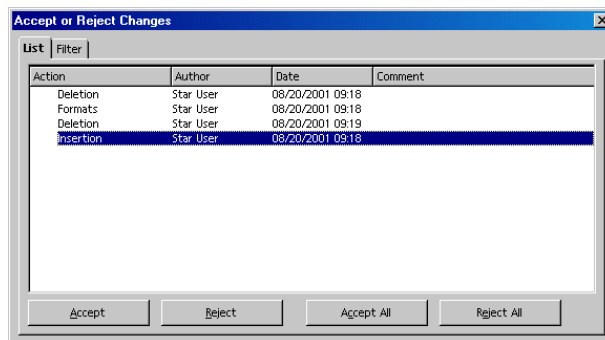 Accept or Reject Changes
List Filter
Action Author Date Comment
Deletion Star User 08/20/2001 09:18
Formats Star User 08/20/2001 09:18
Deletion Star User 08/20/2001 09:19
Insertion Star User 08/20/2001 09:18
Accept Reject Accept All Reject All